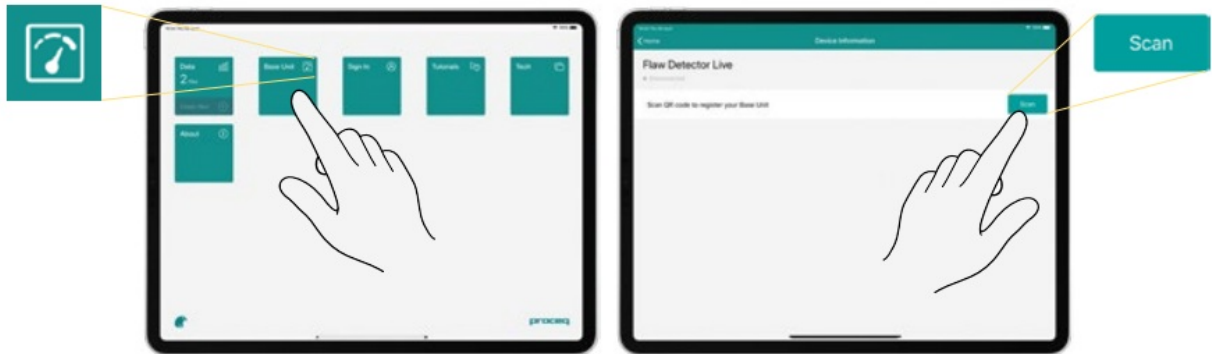 Data
2
Base Unit
Sign In
Tutorials
Tech
About
proceq
Home
Device Information
Flaw Detector Live
Scan QR code to register your Base Unit
Scan
Scan